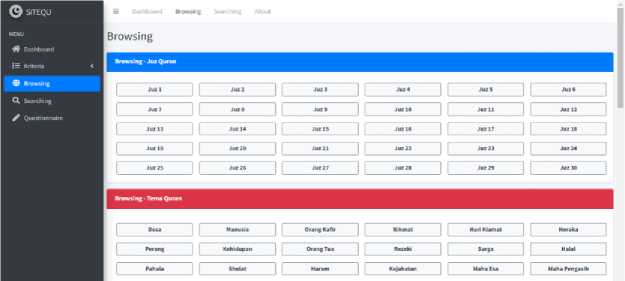 SiTEQU
Dashboard Browsing Searching About
MENU
Dashboard
Kriteria
Browsing
Searching
Questionnaire
Browsing
Browsing - Juz Quran
Juz 1 Juz 2 Juz 3 Juz 4 Juz 5 Juz 6
Juz 7 Juz 8 Juz 9 Juz 10 Juz 11 Juz 12
Juz 13 Juz 14 Juz 15 Juz 16 Juz 17 Juz 18
Juz 19 Juz 20 Juz 21 Juz 22 Juz 23 Juz 24
Juz 25 Juz 26 Juz 27 Juz 28 Juz 29 Juz 30
Browsing - Tema Quran
Dosa Manusia Orang Kafir Nikmat Hari Kiamat Neraka
Perang Kehidupan Orang Tua Rezeki Surga Halal
Pahala Sholat Haram Kejahatan Maha Esa Maha Pengasih